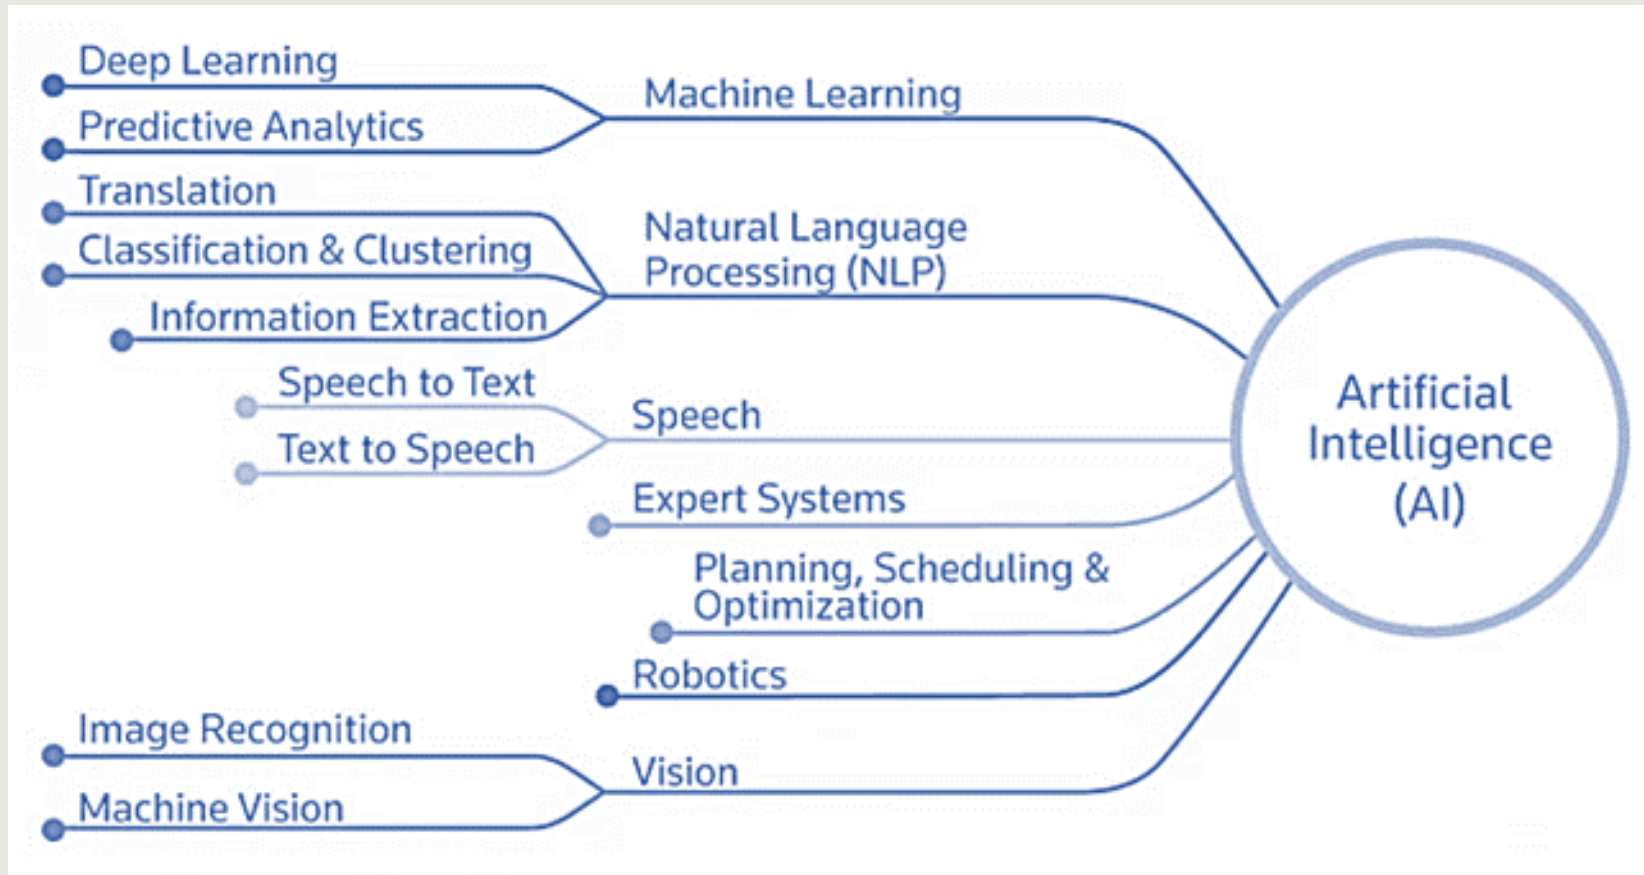 Deep Learning
Predictive Analytics
Machine Learning
Translation
Classification & Clustering
Information Extraction
Natural Language
Processing (NLP)
Speech to Text
Text to Speech
Speech
Expert Systems
Planning, Scheduling &
Optimization
Robotics
Image Recognition
Machine Vision
Vision
Artificial
Intelligence
(AI)